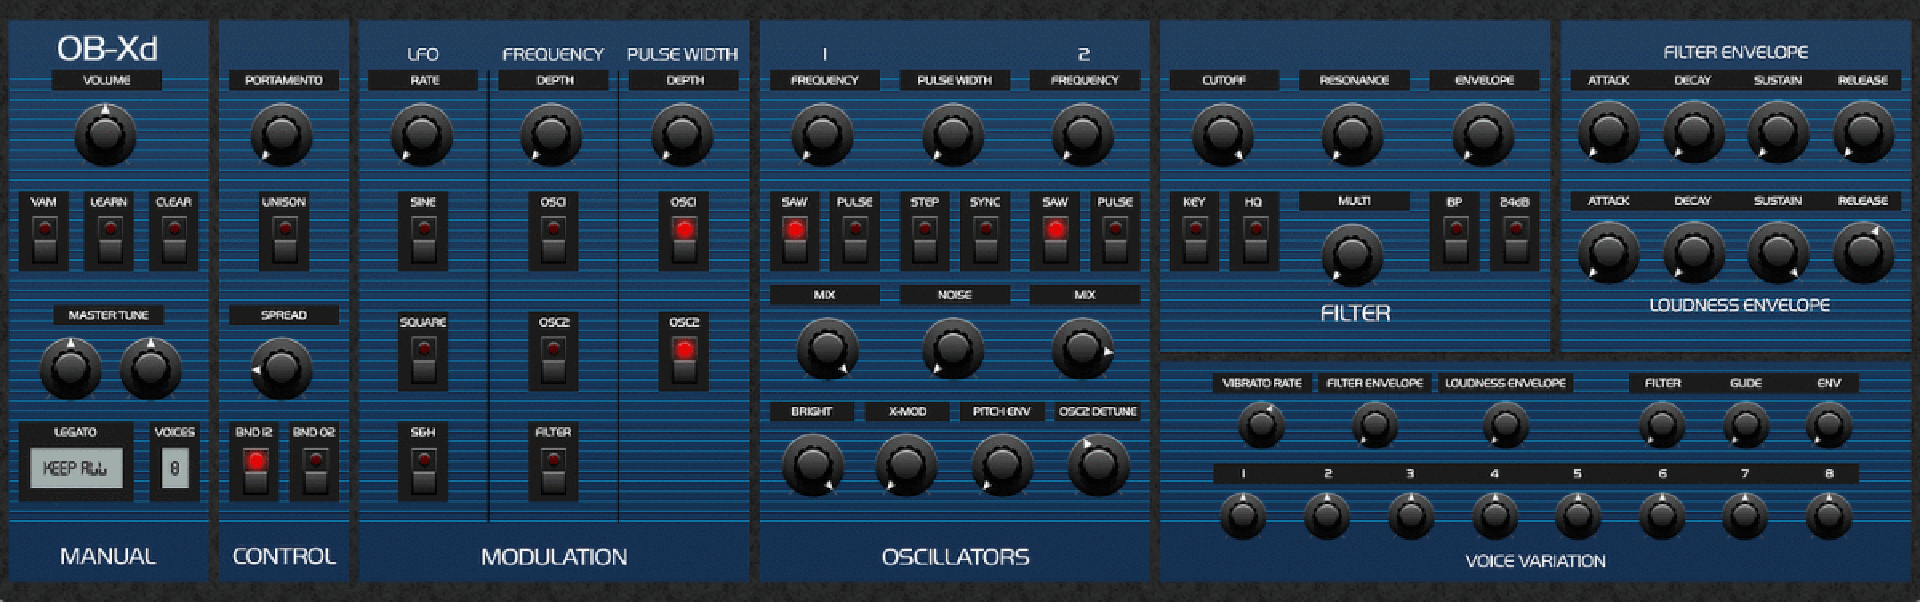 OB-Xd
VOLUME
VAM LEARN CLEAR
MASTER TUNE
LEGATO VOICES
KEEP ALL 8
MANUAL
PORTAMENTO
UNISON
SPREAD
BND 12 BND O2
CONTROL
LFO FREQUENCY PULSE WIDTH
RATE DEPTH DEPTH
SINE OSC1 OSC1
SQUARE OSC2 OSC2
S&H FILTER
MODULATION
1 2
FREQUENCY PULSE WIDTH FREQUENCY
SAW PULSE STEP SYNC SAW PULSE
MIX NOISE MIX
BRIGHT X-MOD PITCH ENV OSC2 DETUNE
OSCILLATORS
CUTOFF RESONANCE ENVELOPE
KEY HQ MULTI BP 24dB
FILTER
FILTER ENVELOPE
ATTACK DECAY SUSTAIN RELEASE
ATTACK DECAY SUSTAIN RELEASE
LOUDNESS ENVELOPE
VIBRATO RATE FILTER ENVELOPE LOUDNESS ENVELOPE FILTER GLIDE ENV
1 2 3 4 5 6 7 8
VOICE VARIATION